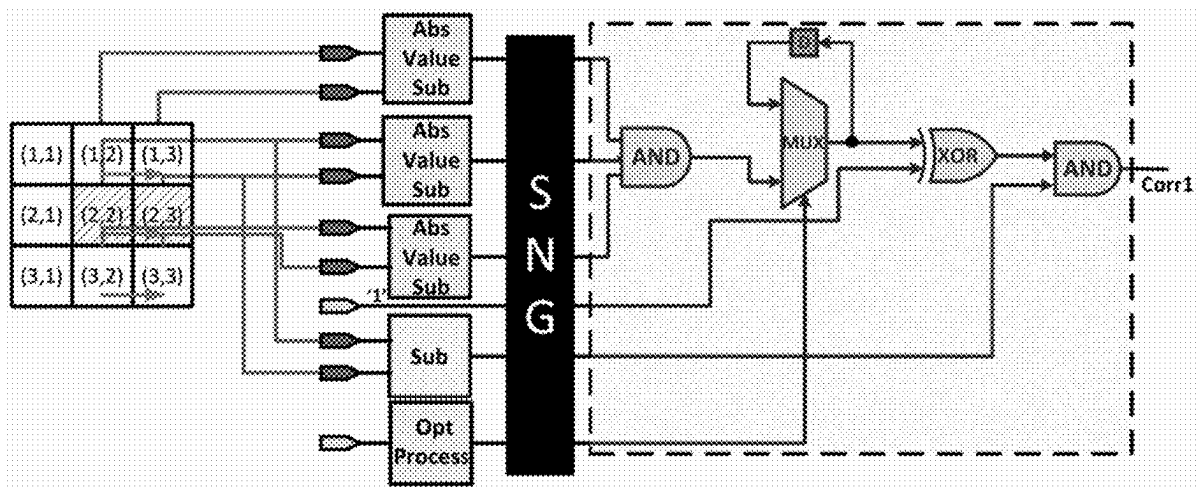 Abs
Value
Sub
(1,1) (1,2) (1,3)
(2,1) (2,2) (2,3)
(3,1) (3,2) (3,3)
Abs
Value
Sub
Abs
Value
Sub
'1'
Sub
Opt
Process
S
N
G
AND
MUX
XOR
AND
Corr1